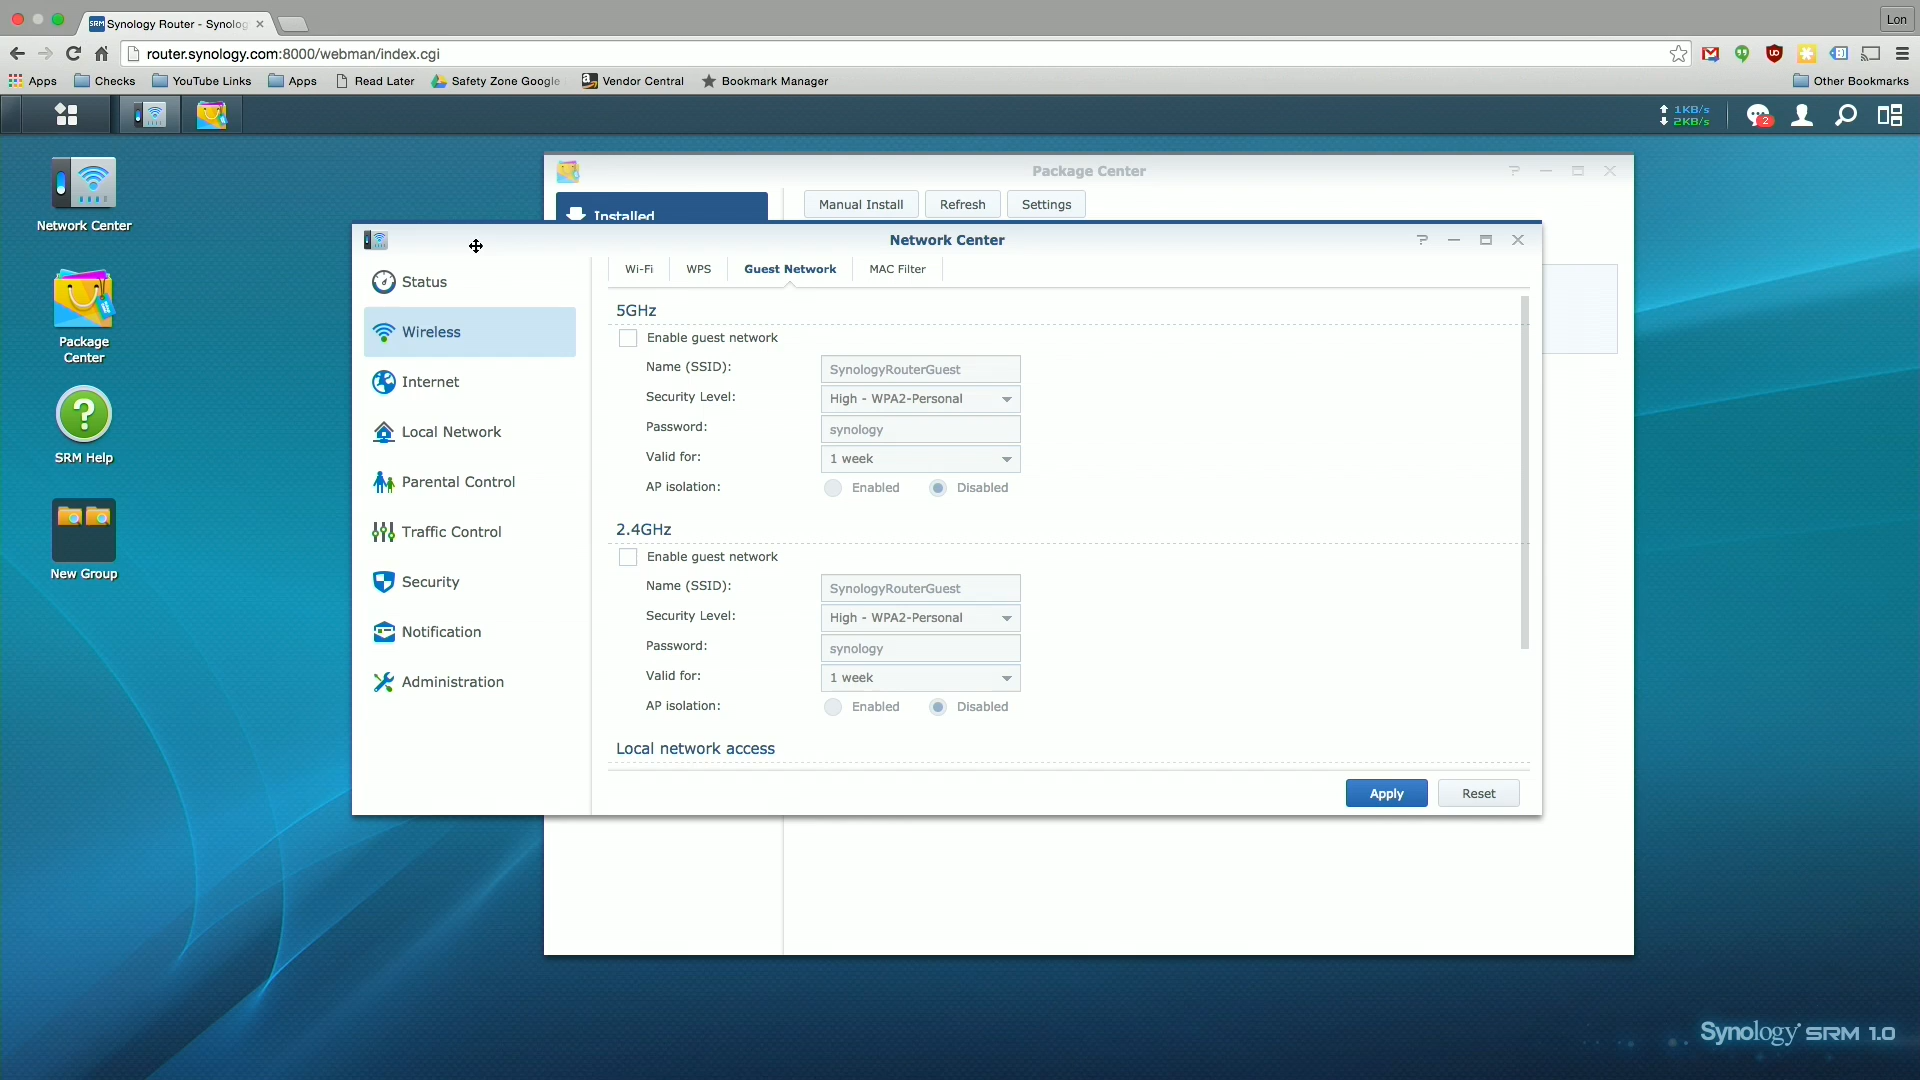 Synology Router - Synolog
Lon
router.synology.com:8000/webman/index.cgi
Apps
Checks
YouTube Links
Apps
Read Later
Safety Zone Google
Vendor Central
Bookmark Manager
Other Bookmarks
1KB/s
2KB/s
2
Network Center
Package Center
SRM Help
New Group
Package Center
Installed
Manual Install
Refresh
Settings
Network Center
Status
Wireless
Internet
Local Network
Parental Control
Traffic Control
Security
Notification
Administration
Wi-Fi
WPS
Guest Network
MAC Filter
5GHz
Enable guest network
Name (SSID): SynologyRouterGuest
Security Level: High - WPA2-Personal
Password: synology
Valid for: 1 week
AP isolation: Enabled Disabled
2.4GHz
Enable guest network
Name (SSID): SynologyRouterGuest
Security Level: High - WPA2-Personal
Password: synology
Valid for: 1 week
AP isolation: Enabled Disabled
Local network access
Apply
Reset
Synology SRM 1.0